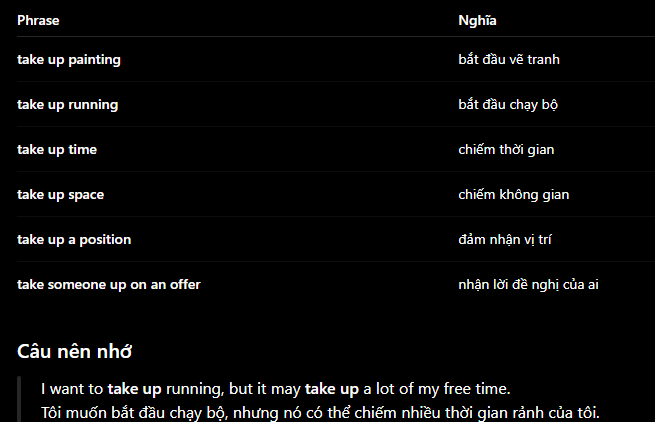 Phrase Nghĩa
take up painting bắt đầu vẽ tranh
take up running bắt đầu chạy bộ
take up time chiếm thời gian
take up space chiếm không gian
take up a position đảm nhận vị trí
take someone up on an offer nhận lời đề nghị của ai
Câu nên nhớ
I want to take up running, but it may take up a lot of my free time.
Tôi muốn bắt đầu chạy bộ, nhưng nó có thể chiếm nhiều thời gian rảnh của tôi.